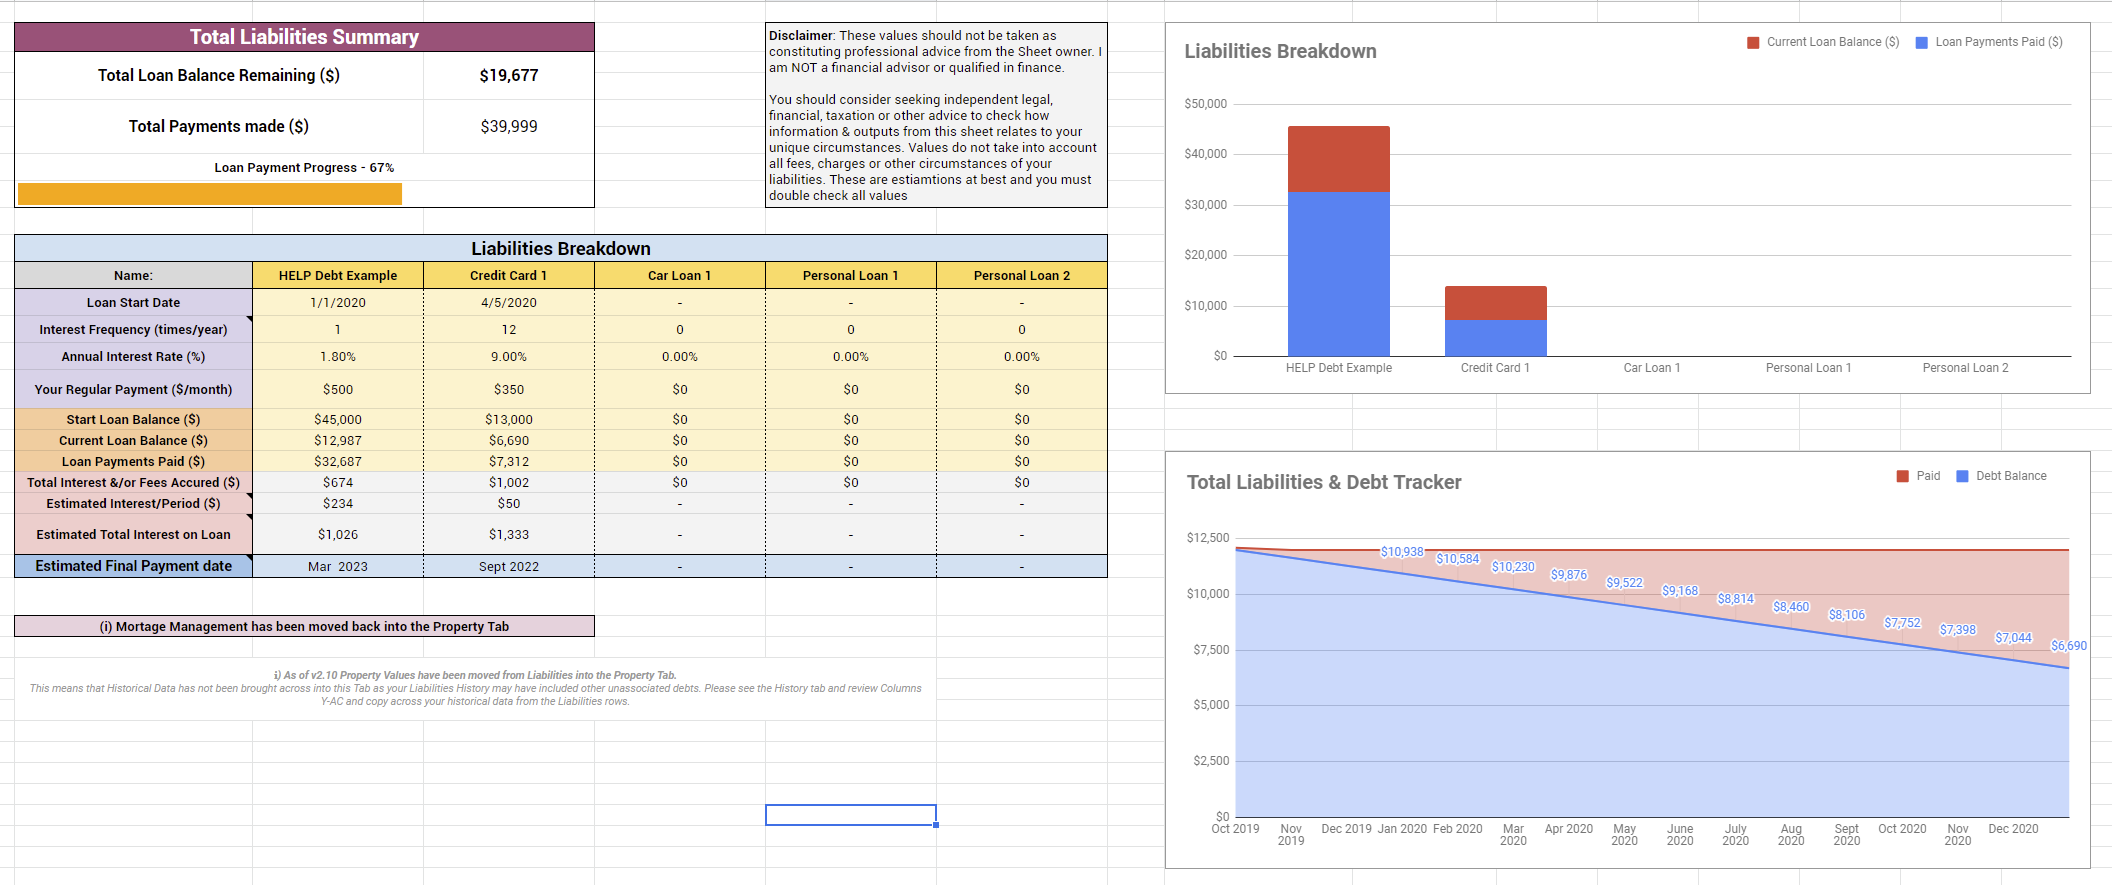 Total Liabilities Summary
Total Loan Balance Remaining ($) $19,677
Total Payments made ($) $39,999
Loan Payment Progress - 67%
Disclaimer: These values should not be taken as
constituting professional advice from the Sheet owner. I
am NOT a financial advisor or qualified in finance.
You should consider seeking independent legal,
financial, taxation or other advice to check how
information & outputs from this sheet relates to your
unique circumstances. Values do not take into account
all fees, charges or other circumstances of your
liabilities. These are estiamtions at best and you must
double check all values
Liabilities Breakdown
Name: HELP Debt Example Credit Card 1 Car Loan 1 Personal Loan 1 Personal Loan 2
Loan Start Date 1/1/2020 4/5/2020 - - -
Interest Frequency (times/year) 1 12 0 0 0
Annual Interest Rate (%) 1.80% 9.00% 0.00% 0.00% 0.00%
Your Regular Payment ($/month) $500 $350 $0 $0 $0
Start Loan Balance ($) $45,000 $13,000 $0 $0 $0
Current Loan Balance ($) $12,987 $6,690 $0 $0 $0
Loan Payments Paid ($) $32,687 $7,312 $0 $0 $0
Total Interest &/or Fees Accured ($) $674 $1,002 $0 $0 $0
Estimated Interest/Period ($) $234 $50 - - -
Estimated Total Interest on Loan $1,026 $1,333 - - -
Estimated Final Payment date Mar 2023 Sept 2022 - - -
(i) Mortage Management has been moved back into the Property Tab
i) As of v2.10 Property Values have been moved from Liabilities into the Property Tab.
This means that Historical Data has not been brought across into this Tab as your Liabilities History may have included other unassociated debts. Please see the History tab and review Columns
Y-AC and copy across your historical data from the Liabilities rows.
Liabilities Breakdown
Current Loan Balance ($) Loan Payments Paid ($)
$50,000
$40,000
$30,000
$20,000
$10,000
$0
HELP Debt Example Credit Card 1 Car Loan 1 Personal Loan 1 Personal Loan 2
Total Liabilities & Debt Tracker
Paid Debt Balance
$12,500
$10,000
$7,500
$5,000
$2,500
$0
$10,938
$10,584
$10,230
$9,876
$9,522
$9,168
$8,814
$8,460
$8,106
$7,752
$7,398
$7,044
$6,690
Oct 2019 Nov 2019 Dec 2019 Jan 2020 Feb 2020 Mar 2020 Apr 2020 May 2020 June 2020 July 2020 Aug 2020 Sept 2020 Oct 2020 Nov 2020 Dec 2020